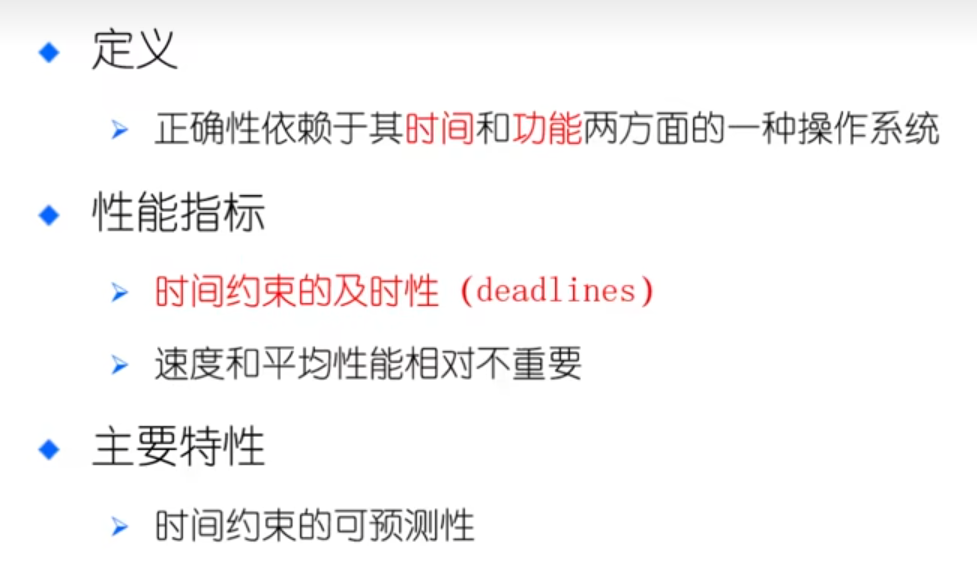 定义
正确性依赖于其时间和功能两方面的一种操作系统
性能指标
时间约束的及时性（deadlines）
速度和平均性能相对不重要
主要特性
时间约束的可预测性